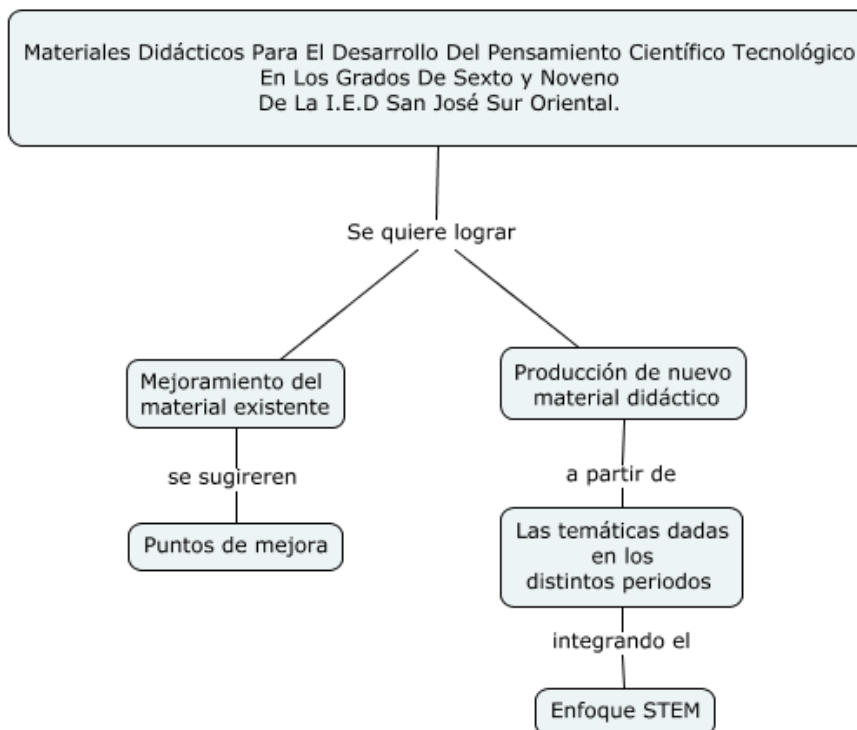 Materiales Didácticos Para El Desarrollo Del Pensamiento Científico Tecnológico
En Los Grados De Sexto y Noveno
De La I.E.D San José Sur Oriental.
Se quiere lograr
Mejoramiento del
material existente
se sugireren
Puntos de mejora
Producción de nuevo
material didáctico
a partir de
Las temáticas dadas
en los
distintos periodos
integrando el
Enfoque STEM